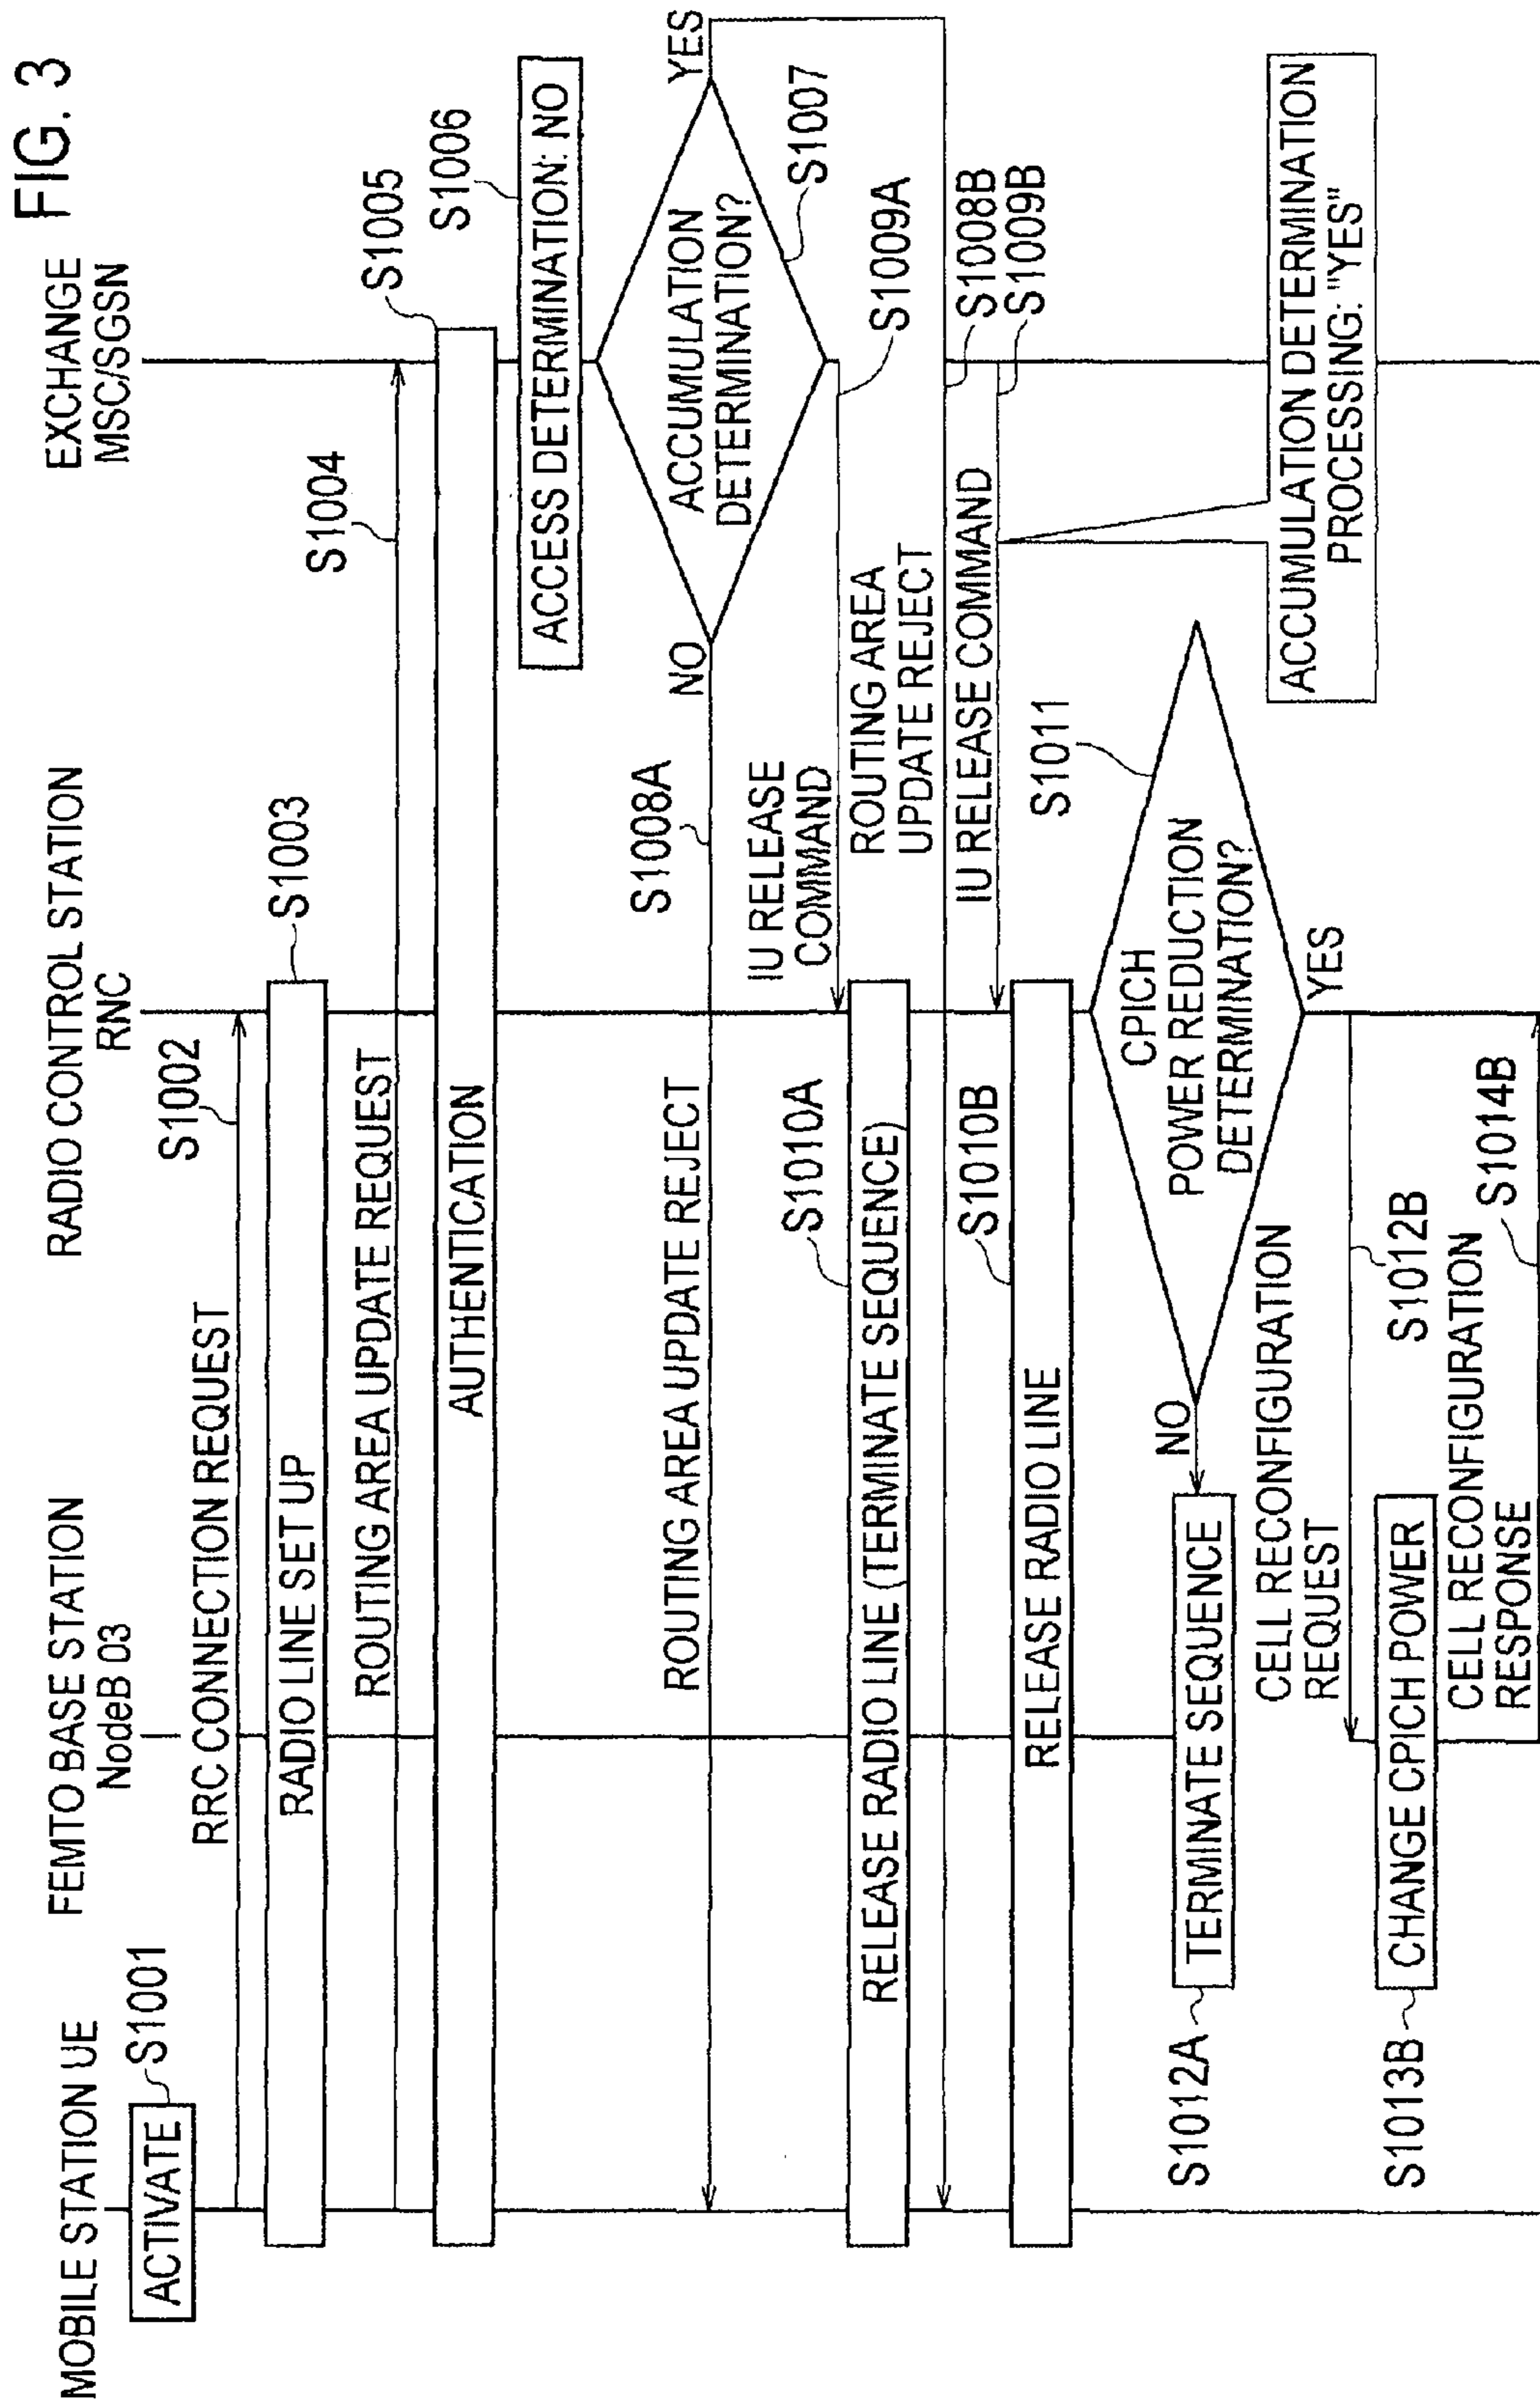 FIG. 3
MOBILE STATION UE
FEMTO BASE STATION
NodeB 03
RADIO CONTROL STATION
RNC
EXCHANGE
MSC/SGSN
ACTIVATE
S1001
RRC CONNECTION REQUEST
S1002
RADIO LINE SET UP
S1003
ROUTING AREA UPDATE REQUEST
S1004
AUTHENTICATION
S1005
ACCESS DETERMINATION: NO
S1006
ACCUMULATION
DETERMINATION?
S1007
NO
YES
ROUTING AREA UPDATE REJECT
S1008A
IU RELEASE
COMMAND
S1009A
RELEASE RADIO LINE (TERMINATE SEQUENCE)
S1010A
ROUTING AREA
UPDATE REJECT
S1008B
IU RELEASE COMMAND
S1009B
RELEASE RADIO LINE
S1010B
ACCUMULATION DETERMINATION
PROCESSING: "YES"
CPICH
POWER REDUCTION
DETERMINATION?
S1011
NO
YES
TERMINATE SEQUENCE
S1012A
CELL RECONFIGURATION
REQUEST
S1012B
CHANGE CPICH POWER
S1013B
CELL RECONFIGURATION
RESPONSE
S1014B